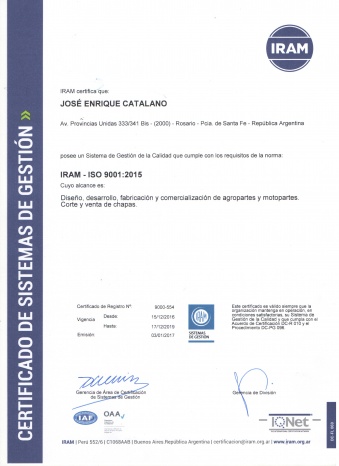 IRAM
IRAM certifica que:
JOSÉ ENRIQUE CATALANO
Av. Provincias Unidas 333/341 Bis - (2000) - Rosario - Pcia. de Santa Fe - República Argentina
posee un Sistema de Gestión de la Calidad que cumple con los requisitos de la norma:
IRAM - ISO 9001:2015
Cuyo alcance es:
Diseño, desarrollo, fabricación y comercialización de agropartes y motopartes.
Corte y venta de chapas.
CERTIFICADO DE SISTEMAS DE GESTIÓN »
Certificado de Registro Nº 9000-554
Vigencia: Desde: 15/12/2016
Hasta: 17/12/2019
Emisión: 03/01/2017
SISTEMAS
DE GESTIÓN
Este certificado es válido siempre que la
organización mantenga en operación, en
condiciones satisfactorias, su Sistema de
Gestión de la Calidad y que cumpla con el
Acuerdo de Certificación DC-R 010 y el
Procedimiento DC-PG 096
Gerencia de Área de Certificación
de Sistemas de Gestión
Gerencia de División
IAF
OAA
IQNet
IRAM | Perú 552/6 | C1068AAB | Buenos Aires República Argentina | certificacion@iram.org.ar | www.iram.org.ar